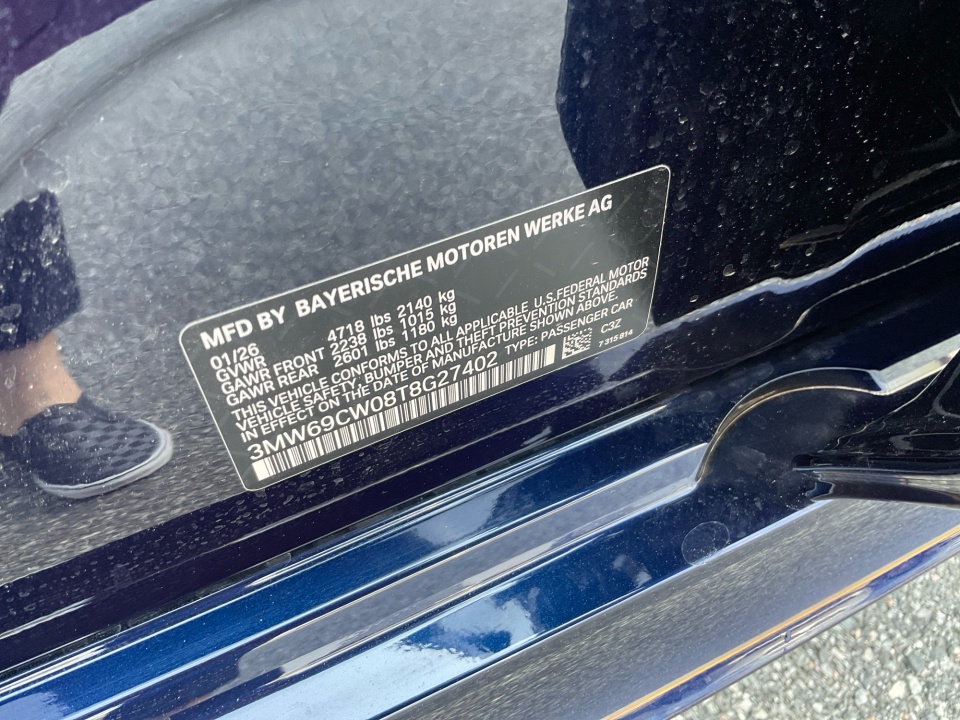 MFD BY BAYERISCHE MOTOREN WERKE AG
01/26
GVWR 4718 lbs 2140 kg
GAWR FRONT 2238 lbs 1015 kg
GAWR REAR 2601 lbs 1180 kg
THIS VEHICLE CONFORMS TO ALL APPLICABLE U.S.FEDERAL MOTOR
VEHICLE SAFETY, BUMPER AND THEFT PREVENTION STANDARDS
IN EFFECT ON THE DATE OF MANUFACTURE SHOWN ABOVE.
3MW69CW08T8G27402 TYPE: PASSENGER CAR
C3Z
7 315 814